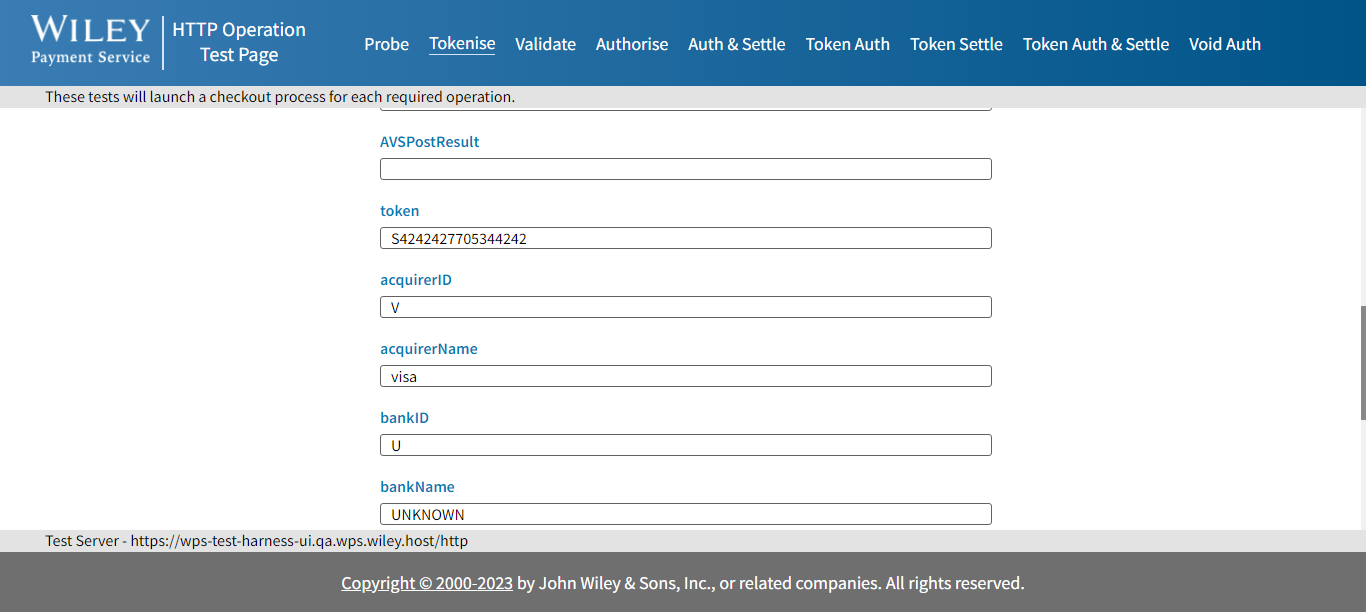 WILEY
Payment Service
HTTP Operation
Test Page
Probe Tokenise Validate Authorise Auth & Settle Token Auth Token Settle Token Auth & Settle Void Auth
These tests will launch a checkout process for each required operation.
AVSPostResult
token
S4242427705344242
acquirerID
V
acquirerName
visa
bankID
U
bankName
UNKNOWN
Test Server - https://wps-test-harness-ui.qa.wps.wiley.host/http
Copyright © 2000-2023 by John Wiley & Sons, Inc., or related companies. All rights reserved.